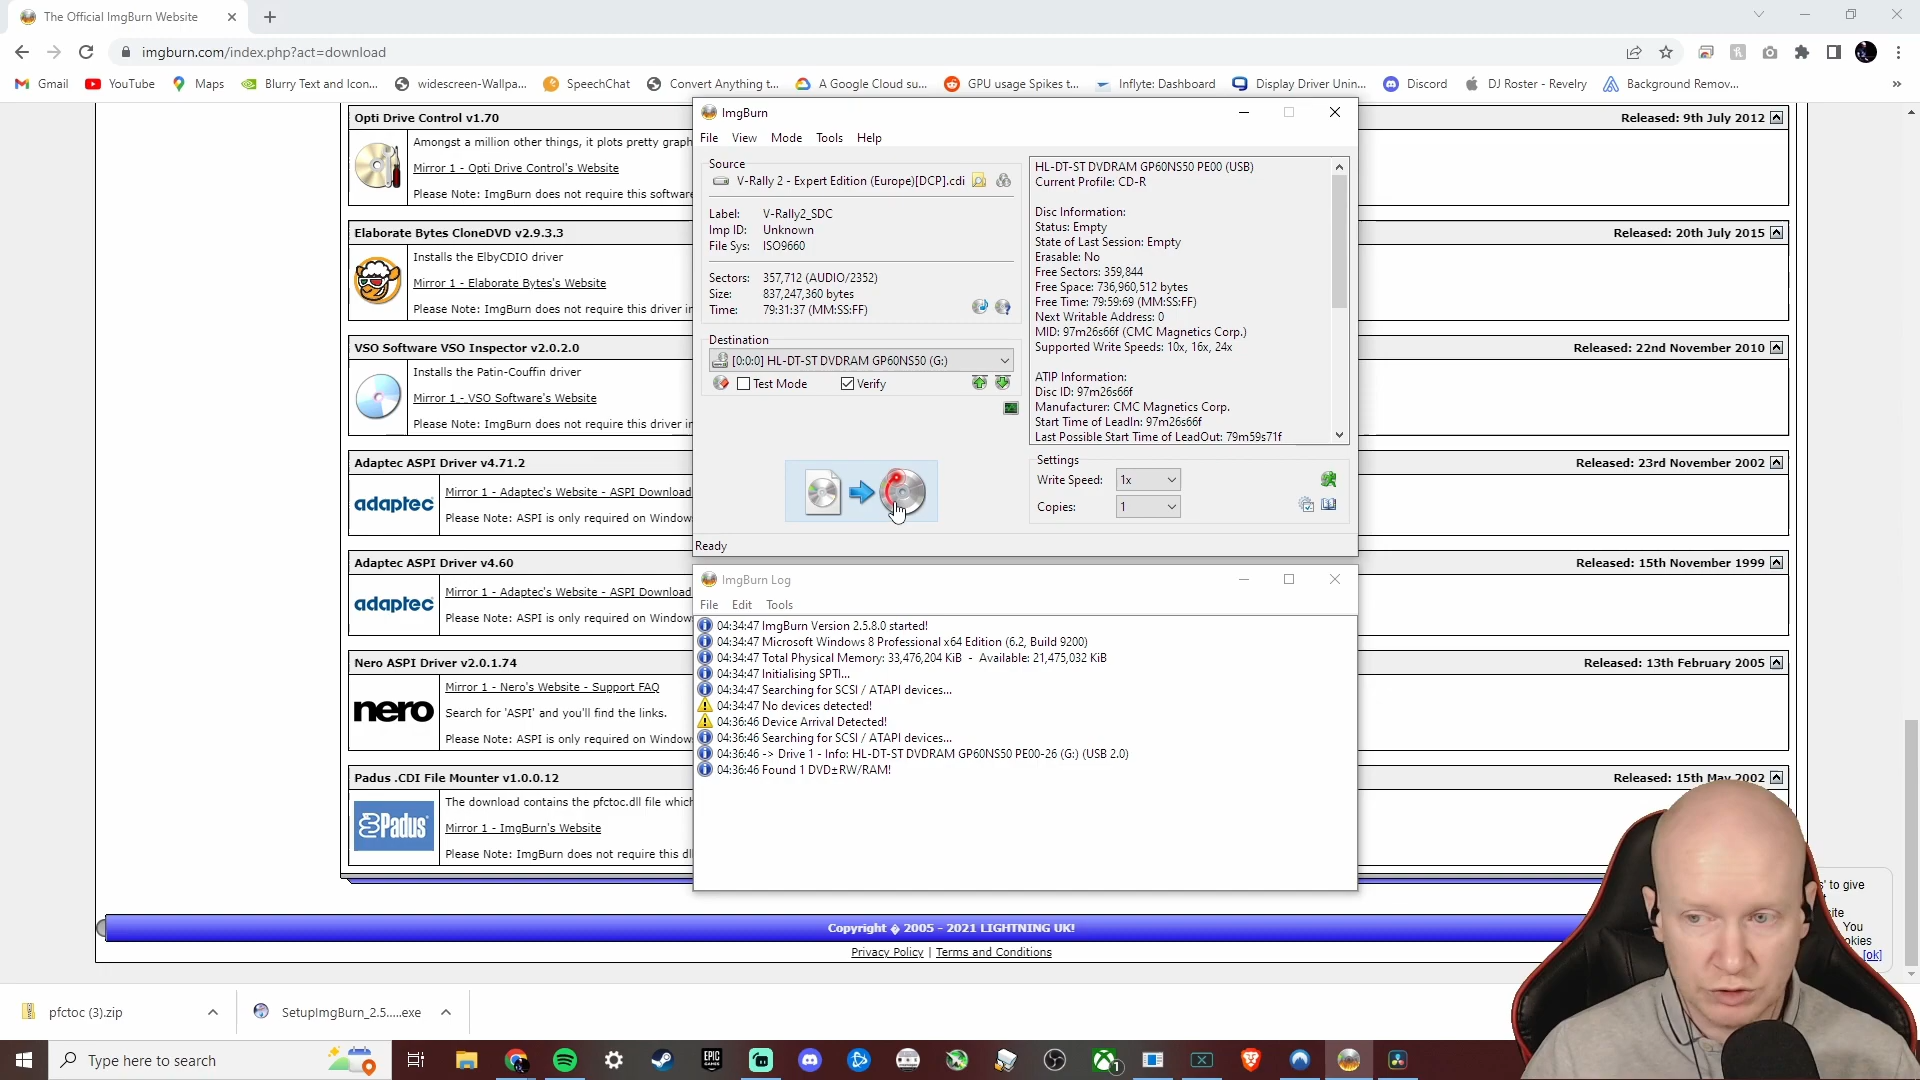 The Official ImgBurn Website
imgburn.com/index.php?act=download
Gmail
YouTube
Maps
Blurry Text and Icon...
widescreen-Wallpa...
SpeechChat
Convert Anything t...
A Google Cloud su...
GPU usage Spikes t...
Inflyte: Dashboard
Display Driver Unin...
Discord
DJ Roster - Revelry
Background Remov...
»
Opti Drive Control v1.70
Released: 9th July 2012
Amongst a million other things, it plots pretty graph
Mirror 1 - Opti Drive Control's Website
Please Note: ImgBurn does not require this software
Elaborate Bytes CloneDVD v2.9.3.3
Released: 20th July 2015
Installs the ElbyCDIO driver
Mirror 1 - Elaborate Bytes's Website
Please Note: ImgBurn does not require this driver in
VSO Software VSO Inspector v2.0.2.0
Released: 22nd November 2010
Installs the Patin-Couffin driver
Mirror 1 - VSO Software's Website
Please Note: ImgBurn does not require this driver in
Adaptec ASPI Driver v4.71.2
Released: 23rd November 2002
adaptec
Mirror 1 - Adaptec's Website - ASPI Download
Please Note: ASPI is only required on Window
Adaptec ASPI Driver v4.60
Released: 15th November 1999
adaptec
Mirror 1 - Adaptec's Website - ASPI Download
Please Note: ASPI is only required on Window
Nero ASPI Driver v2.0.1.74
Released: 13th February 2005
nero
Mirror 1 - Nero's Website - Support FAQ
Search for 'ASPI' and you'll find the links.
Please Note: ASPI is only required on Window
Padus .CDI File Mounter v1.0.0.12
Released: 15th May 2002
Padus
The download contains the pfctoc.dll file which
Mirror 1 - ImgBurn's Website
Please Note: ImgBurn does not require this dl
Copyright � 2005 - 2021 LIGHTNING UK!
Privacy Policy | Terms and Conditions
s' to give
site
You
okies
[ok]
ImgBurn
File View Mode Tools Help
Source
V-Rally 2 - Expert Edition (Europe)[DCP].cdi
Label: V-Rally2_SDC
Imp ID: Unknown
File Sys: ISO9660
Sectors: 357,712 (AUDIO/2352)
Size: 837,247,360 bytes
Time: 79:31:37 (MM:SS:FF)
Destination
[0:0:0] HL-DT-ST DVDRAM GP60NS50 (G:)
Test Mode Verify
HL-DT-ST DVDRAM GP60NS50 PE00 (USB)
Current Profile: CD-R
Disc Information:
Status: Empty
State of Last Session: Empty
Erasable: No
Free Sectors: 359,844
Free Space: 736,960,512 bytes
Free Time: 79:59:69 (MM:SS:FF)
Next Writable Address: 0
MID: 97m26s66f (CMC Magnetics Corp.)
Supported Write Speeds: 10x, 16x, 24x
ATIP Information:
Disc ID: 97m26s66f
Manufacturer: CMC Magnetics Corp.
Start Time of LeadIn: 97m26s66f
Last Possible Start Time of LeadOut: 79m59s71f
Settings
Write Speed: 1x
Copies: 1
Ready
ImgBurn Log
File Edit Tools
04:34:47 ImgBurn Version 2.5.8.0 started!
04:34:47 Microsoft Windows 8 Professional x64 Edition (6.2, Build 9200)
04:34:47 Total Physical Memory: 33,476,204 KiB - Available: 21,475,032 KiB
04:34:47 Initialising SPTI...
04:34:47 Searching for SCSI / ATAPI devices...
04:34:47 No devices detected!
04:36:46 Device Arrival Detected!
04:36:46 Searching for SCSI / ATAPI devices...
04:36:46 -> Drive 1 - Info: HL-DT-ST DVDRAM GP60NS50 PE00-26 (G:) (USB 2.0)
04:36:46 Found 1 DVD±RW/RAM!
pfctoc (3).zip
SetupImgBurn_2.5.....exe
Type here to search
EPIC GAMES
1